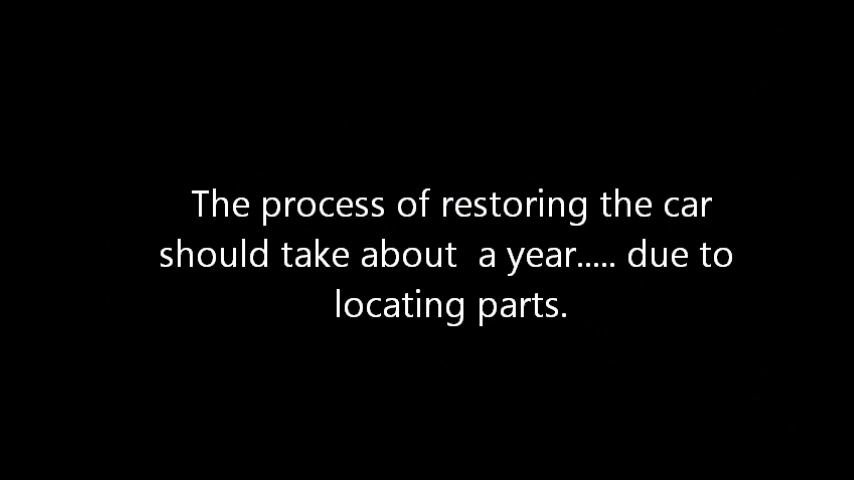 The process of restoring the car
should take about  a year..... due to
locating parts.